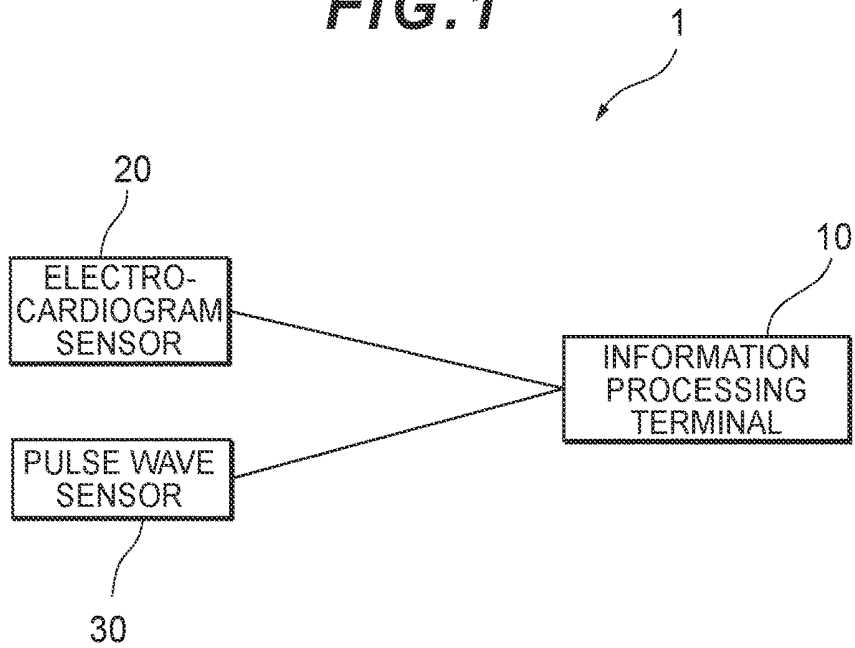 FIG.1
1
20
ELECTRO-
CARDIOGRAM
SENSOR
10
INFORMATION
PROCESSING
TERMINAL
PULSE WAVE
SENSOR
30